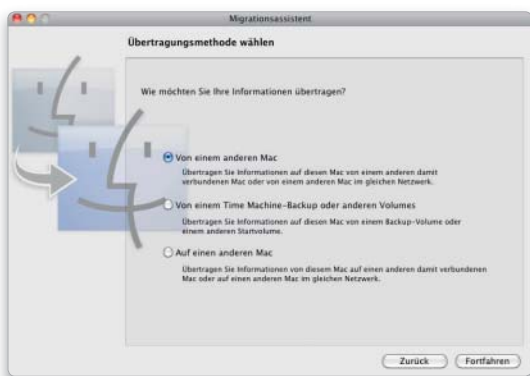 Migrationsassistent
Übertragungsmethode wählen
Wie möchten Sie Ihre Informationen übertragen?
Von einem anderen Mac
Übertragen Sie Informationen auf diesen Mac von einem anderen damit
verbundenen Mac oder von einem anderen Mac im gleichen Netzwerk.
Von einem Time Machine-Backup oder anderen Volumes
Übertragen Sie Informationen auf diesen Mac von einem Backup-Volume oder
einem anderen Startvolume.
Auf einen anderen Mac
Übertragen Sie Informationen von diesem Mac auf einen anderen damit verbundenen
Mac oder auf einen anderen Mac im gleichen Netzwerk.
Zurück Fortfahren